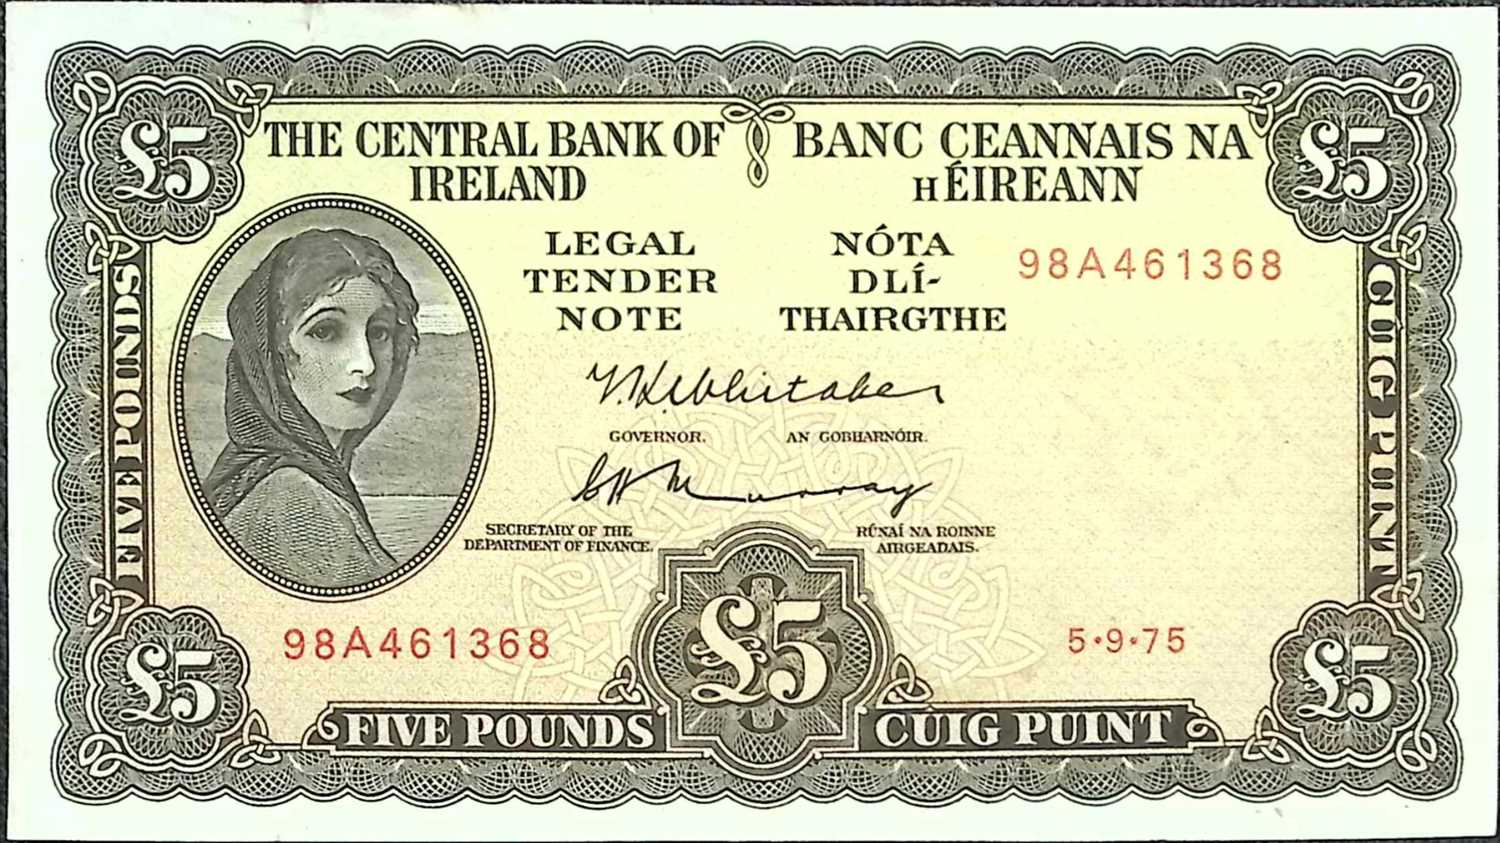 £5
£5
THE CENTRAL BANK OF
IRELAND
BANC CEANNAIS NA
hÉIREANN
LEGAL
TENDER
NOTE
NÓTA
DLÍ-
THAIRGTHE
98A461368
FIVE POUNDS
CÚIG PUINT
T.K. Whitaker
GOVERNOR.
AN GOBHARNÓIR.
C H Murray
SECRETARY OF THE
DEPARTMENT OF FINANCE.
RÚNAÍ NA ROINNE
AIRGEADAIS.
98A461368
5·9·75
£5
£5
£5
FIVE POUNDS
CÚIG PUINT